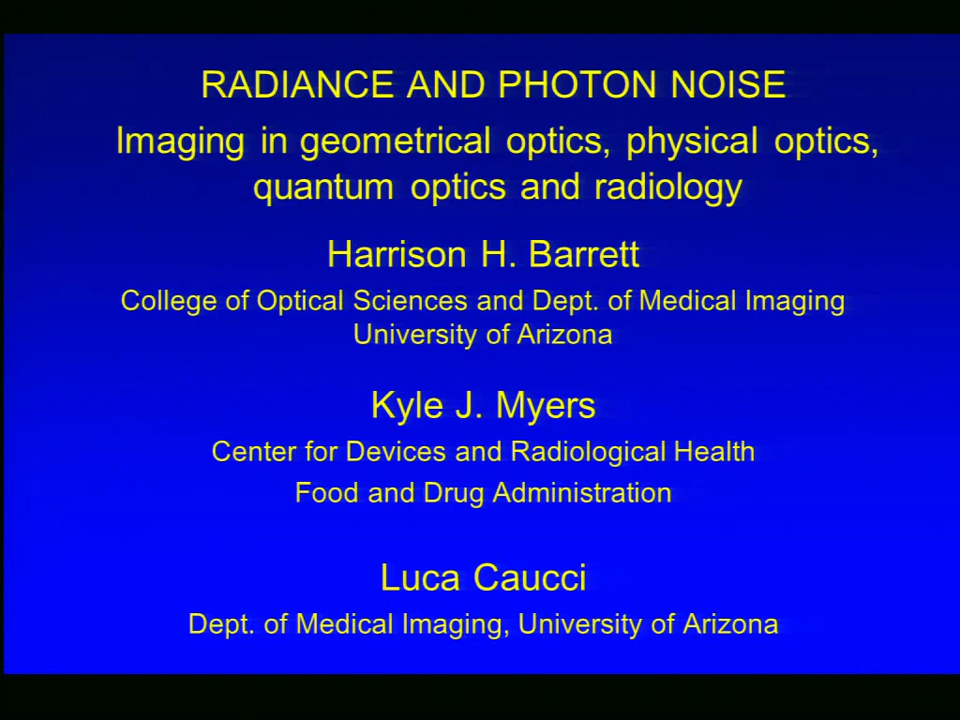 RADIANCE AND PHOTON NOISE
Imaging in geometrical optics, physical optics,
quantum optics and radiology
Harrison H. Barrett
College of Optical Sciences and Dept. of Medical Imaging
University of Arizona
Kyle J. Myers
Center for Devices and Radiological Health
Food and Drug Administration
Luca Caucci
Dept. of Medical Imaging, University of Arizona